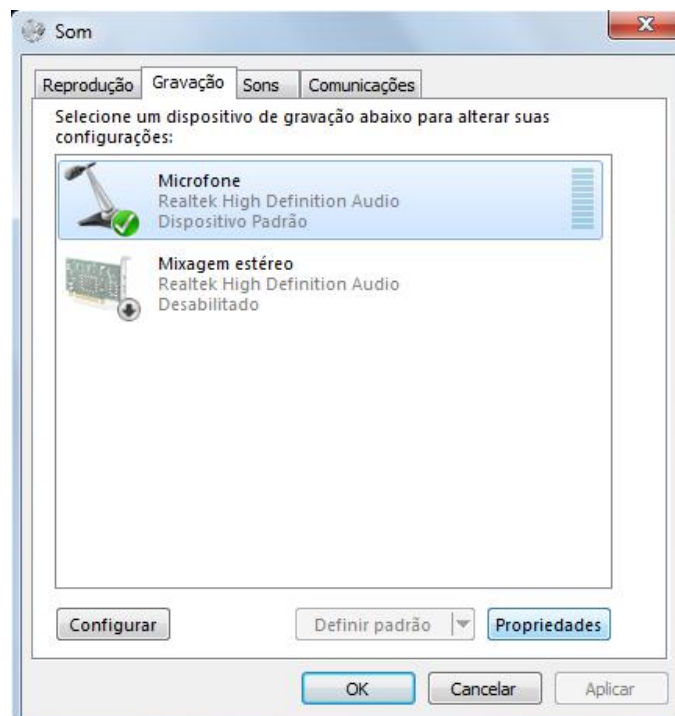 Som
Reprodução Gravação Sons Comunicações
Selecione um dispositivo de gravação abaixo para alterar suas
configurações:
Microfone
Realtek High Definition Audio
Dispositivo Padrão
Mixagem estéreo
Realtek High Definition Audio
Desabilitado
Configurar Definir padrão Propriedades
OK Cancelar Aplicar